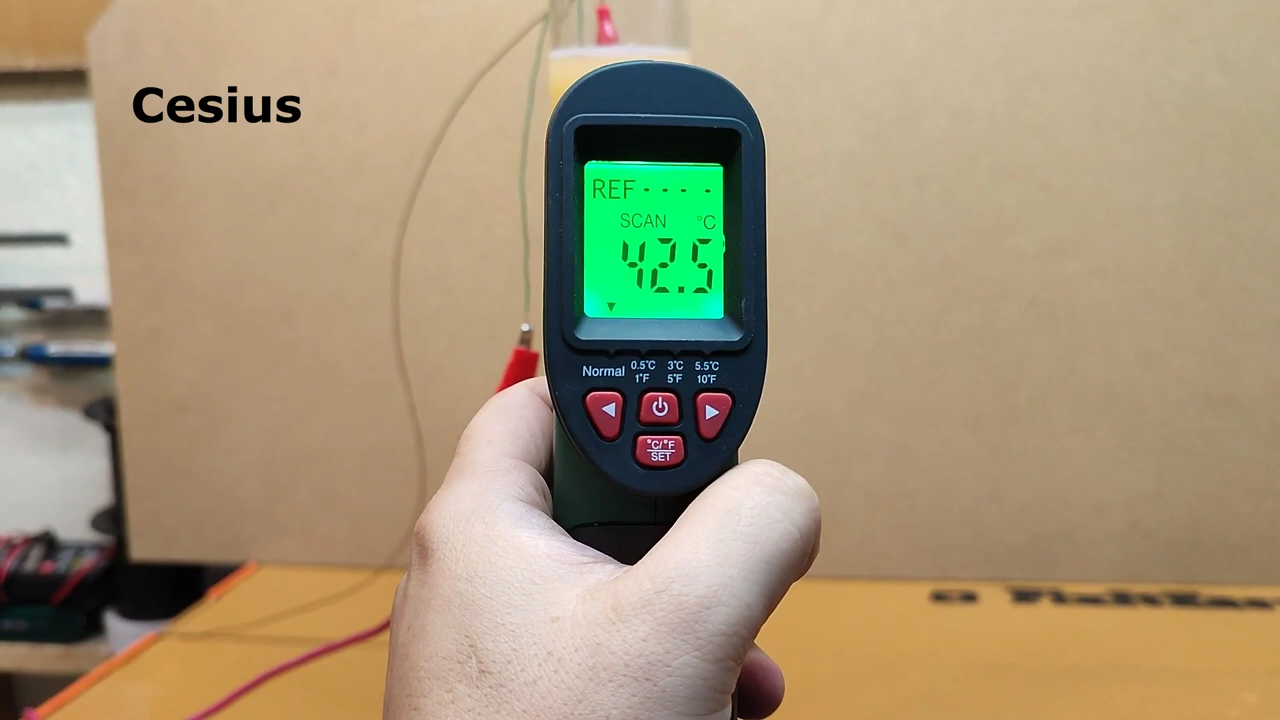 Cesius
REF - - - -
SCAN °C
42.5
Normal 0.5°C 3°C 5.5°C
1°F 5°F 10°F
°C/°F
SET